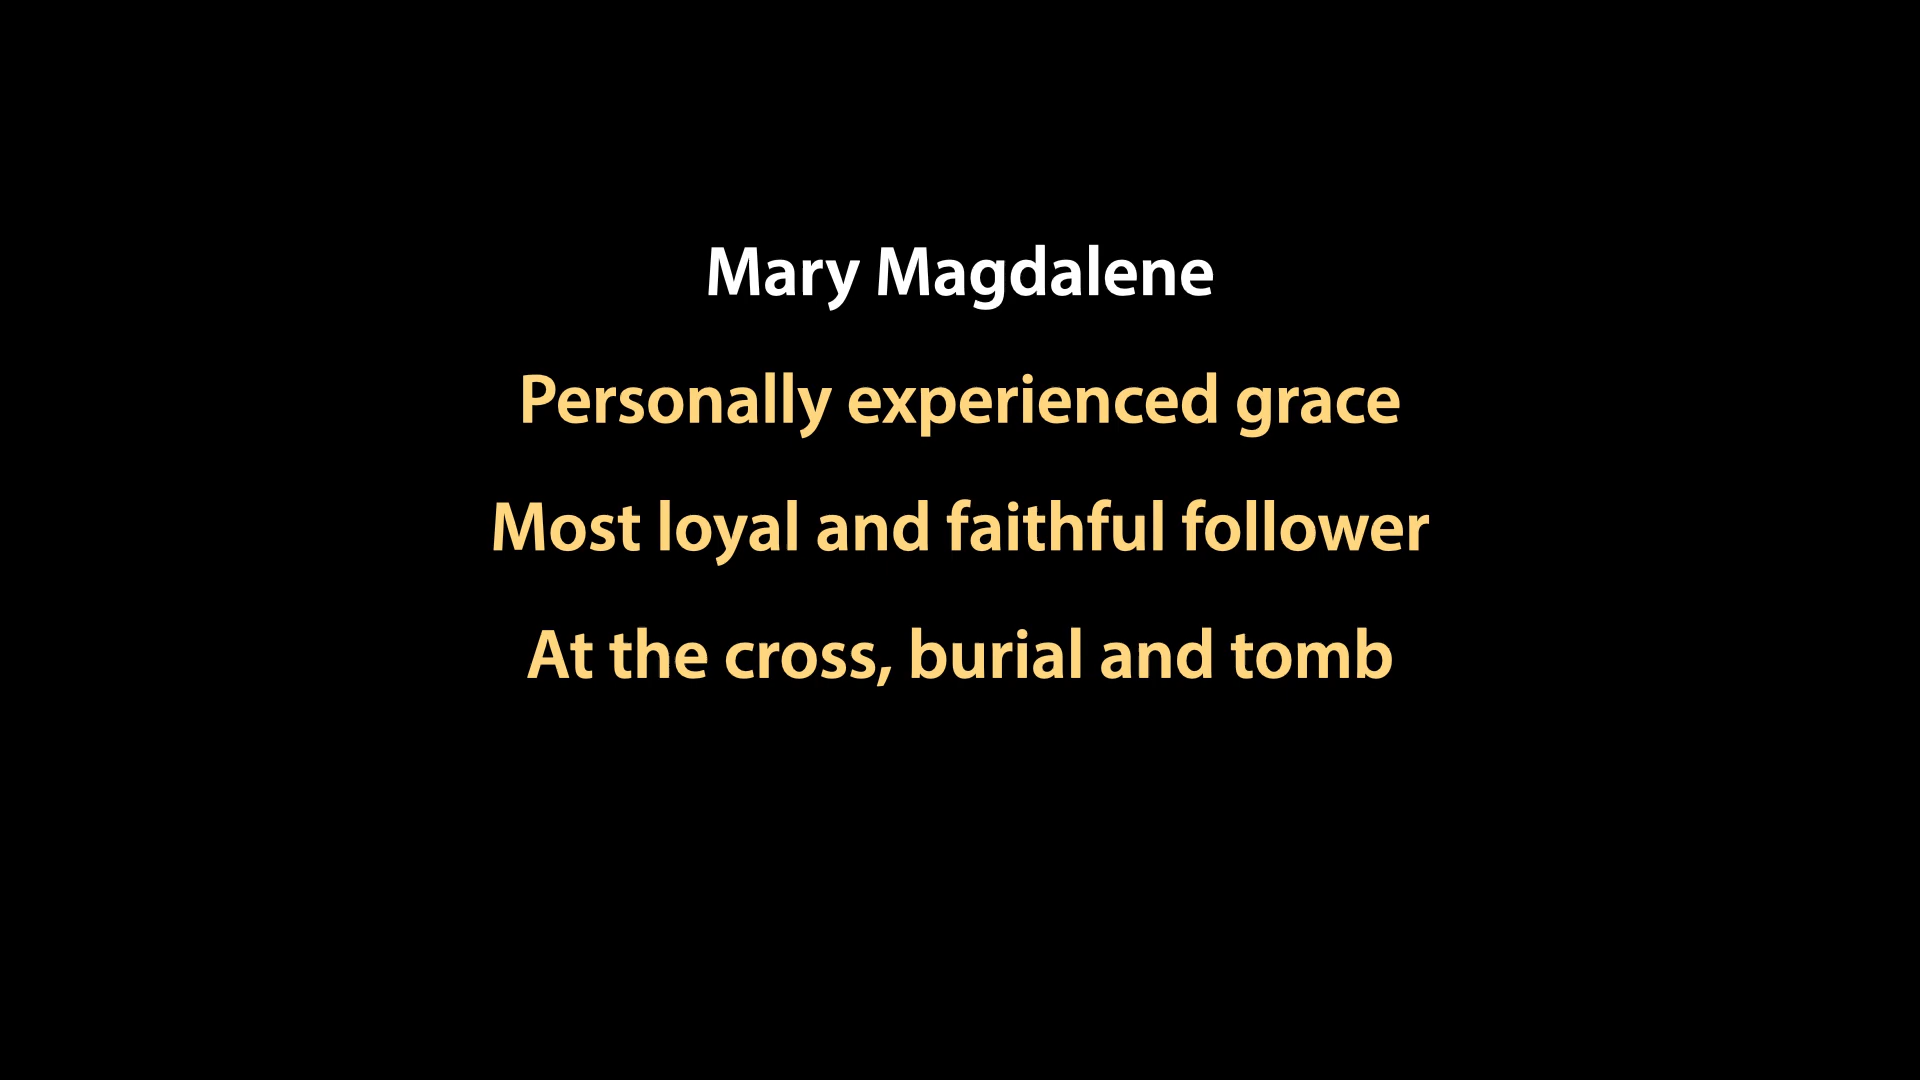 Mary Magdalene
Personally experienced grace
Most loyal and faithful follower
At the cross, burial and tomb